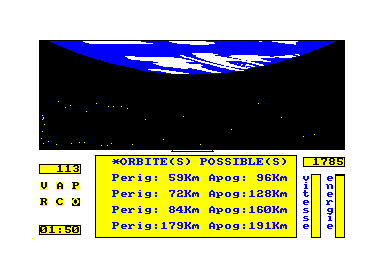 *ORBITE(S) POSSIBLE(S)
Perig: 59Km Apog: 96Km
Perig: 72Km Apog:128Km
Perig: 84Km Apog:160Km
Perig:179Km Apog:191Km
113
V A P
R C O
01:50
1785
vitesse
energie